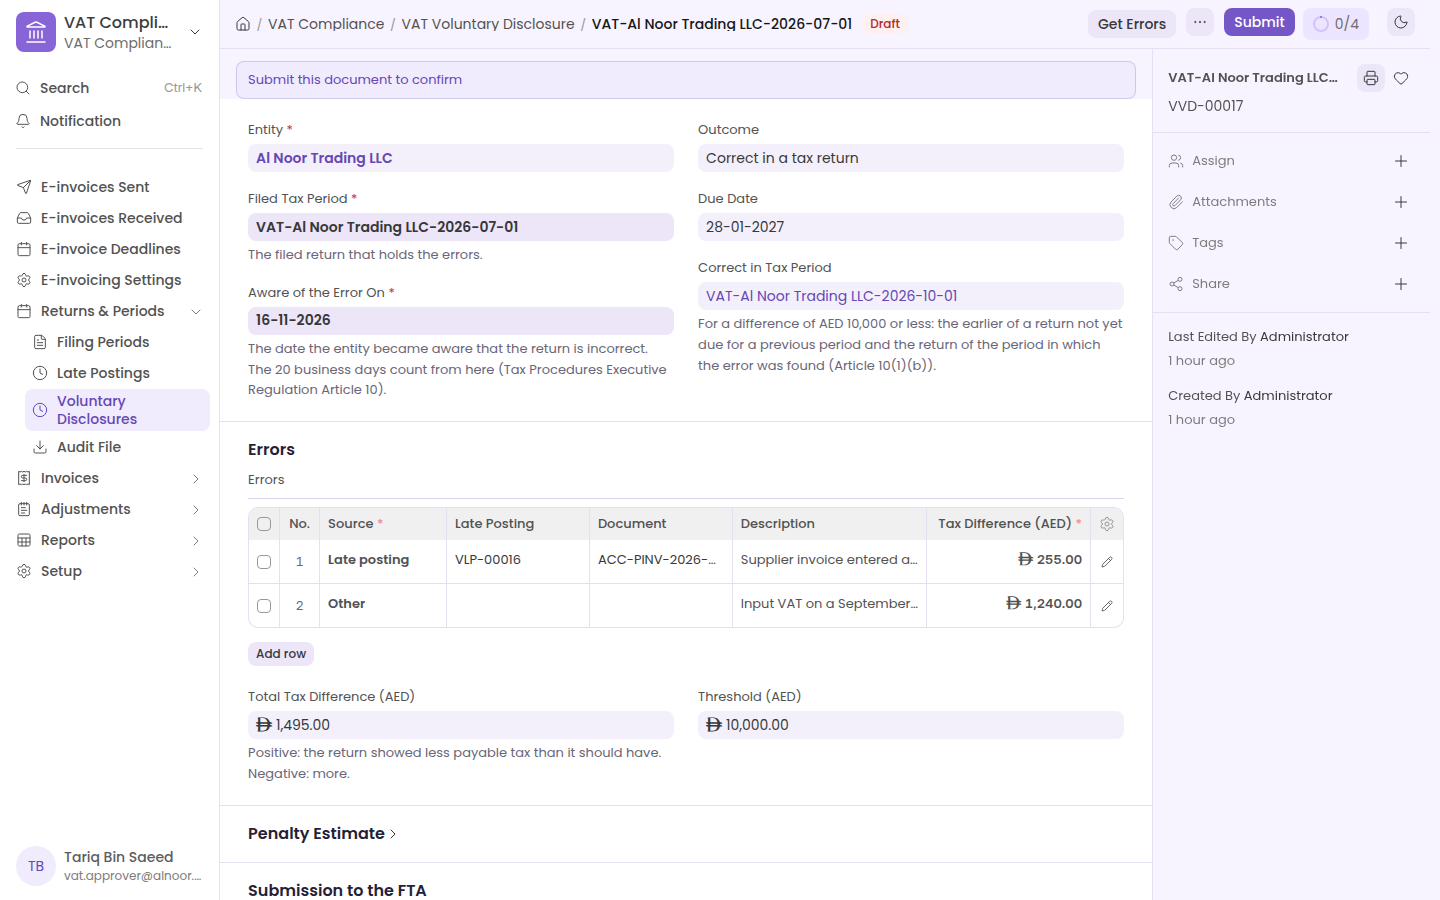 VAT Compli...
VAT Complian...
Search
Ctrl+K
Notification
E-invoices Sent
E-invoices Received
E-invoice Deadlines
E-invoicing Settings
Returns & Periods
Filing Periods
Late Postings
Voluntary
Disclosures
Audit File
Invoices
Adjustments
Reports
Setup
TB
Tariq Bin Saeed
vat.approver@alnoor....
/ VAT Compliance / VAT Voluntary Disclosure / VAT-Al Noor Trading LLC-2026-07-01 Draft
Get Errors
Submit
0/4
Submit this document to confirm
Entity *
Al Noor Trading LLC
Filed Tax Period *
VAT-Al Noor Trading LLC-2026-07-01
The filed return that holds the errors.
Aware of the Error On *
16-11-2026
The date the entity became aware that the return is incorrect.
The 20 business days count from here (Tax Procedures Executive
Regulation Article 10).
Outcome
Correct in a tax return
Due Date
28-01-2027
Correct in Tax Period
VAT-Al Noor Trading LLC-2026-10-01
For a difference of AED 10,000 or less: the earlier of a return not yet
due for a previous period and the return of the period in which
the error was found (Article 10(1)(b)).
Errors
Errors
No. Source * Late Posting Document Description Tax Difference (AED) *
1 Late posting VLP-00016 ACC-PINV-2026-... Supplier invoice entered a... 255.00
2 Other Input VAT on a September... 1,240.00
Add row
Total Tax Difference (AED)
1,495.00
Positive: the return showed less payable tax than it should have.
Negative: more.
Threshold (AED)
10,000.00
Penalty Estimate
Submission to the FTA
VAT-Al Noor Trading LLC...
VVD-00017
Assign
Attachments
Tags
Share
Last Edited By Administrator
1 hour ago
Created By Administrator
1 hour ago